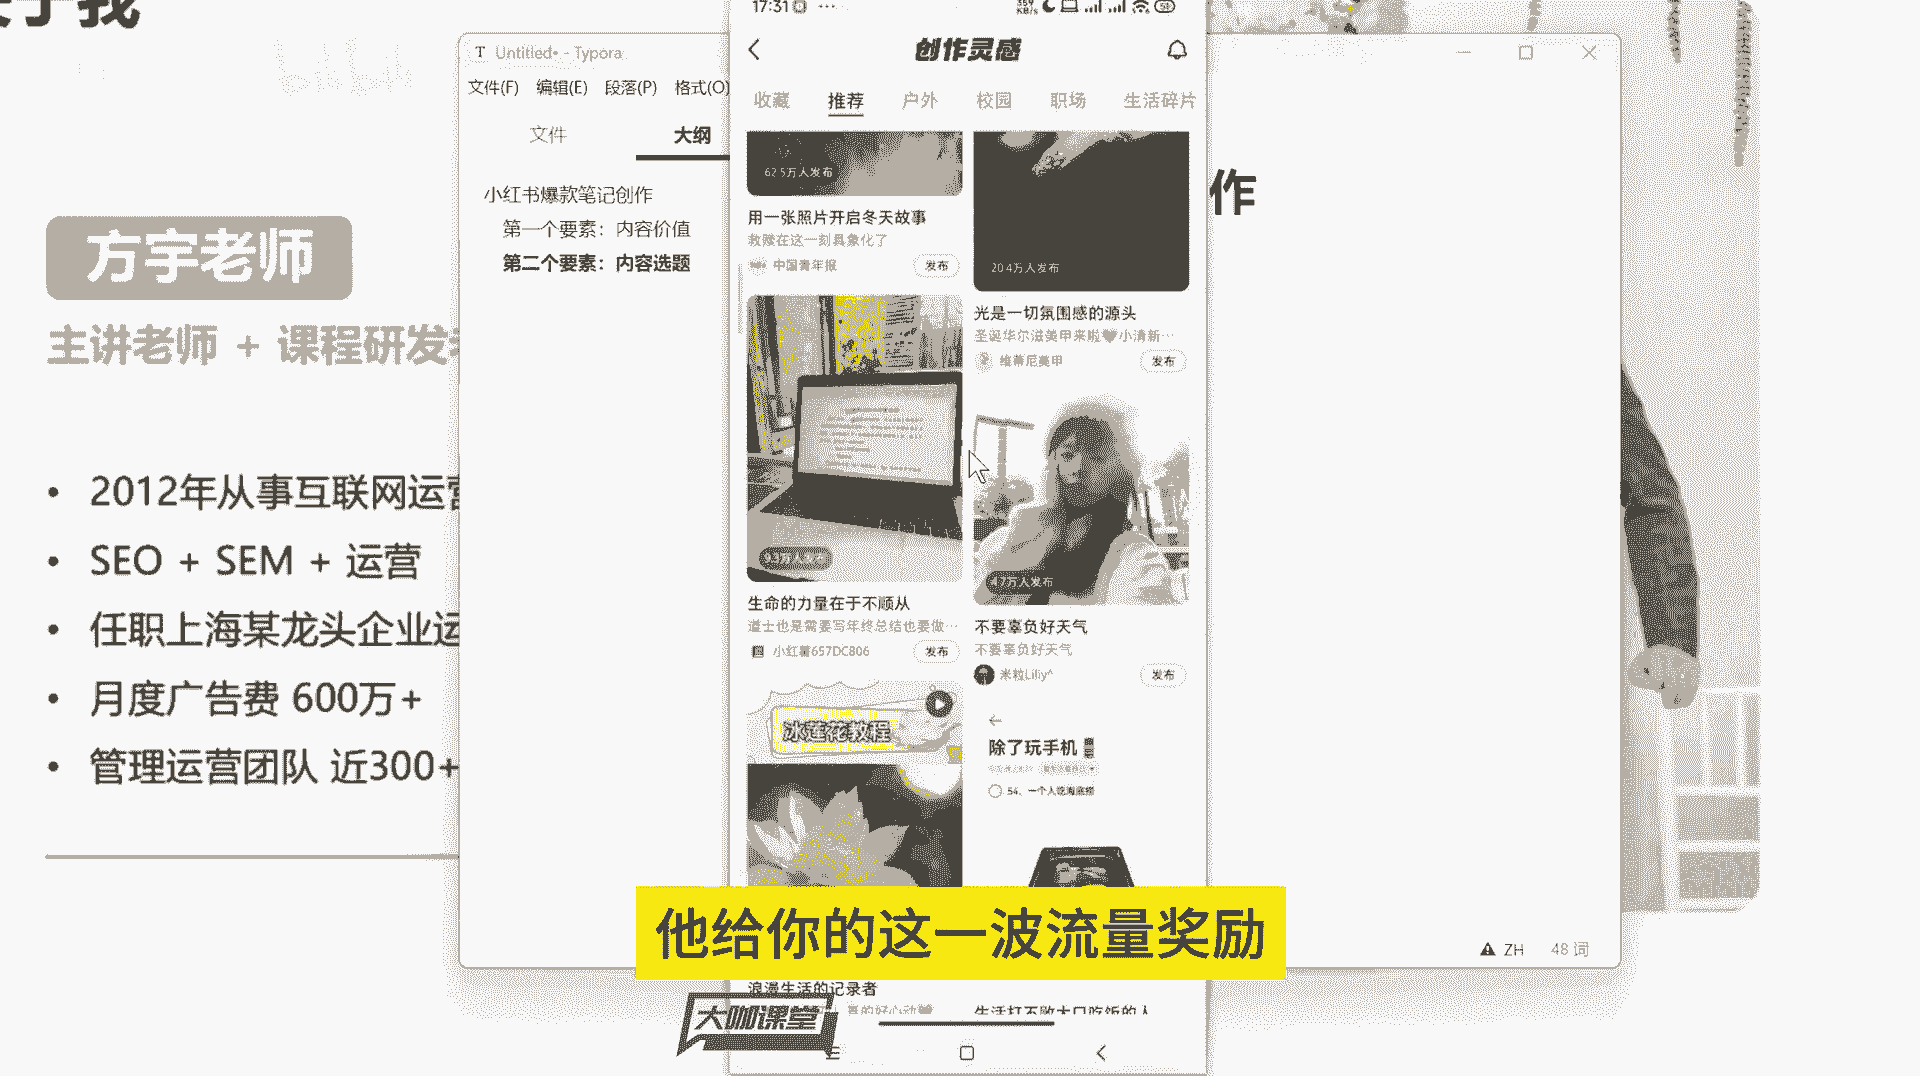 于我
方宇老师
主讲老师 + 课程研发
• 2012年从事互联网运营
• SEO + SEM + 运营
• 任职上海某龙头企业运
• 月度广告费 600万+
• 管理运营团队 近300+
Untitled• - Typora
文件(F) 编辑(E) 段落(P) 格式(O)
文件 大纲
小红书爆款笔记创作
第一个要素：内容价值
第二个要素：内容选题
作
ZH 48 词
17:31
创作灵感
收藏 推荐 户外 校园 职场 生活碎片
62.5万人发布
用一张照片开启冬天故事
救赎在这一刻具象化了
中国青年报 发布
20.4万人发布
光是一切氛围感的源头
圣诞华尔滋美甲来啦🖤小清新…
维蒂尼美甲 发布
9.3万人发布
生命的力量在于不顺从
道士也是需要写年终总结也要做…
小红薯657DC806 发布
4.7万人发布
不要辜负好天气
不要辜负好天气
米粒Liliy^ 发布
冰莲花教程
除了玩手机
54、一个人吃海底捞
他给你的这一波流量奖励
浪漫生活的记录者
真的好心动
生活打不败大口吃饭的人
大咖课堂